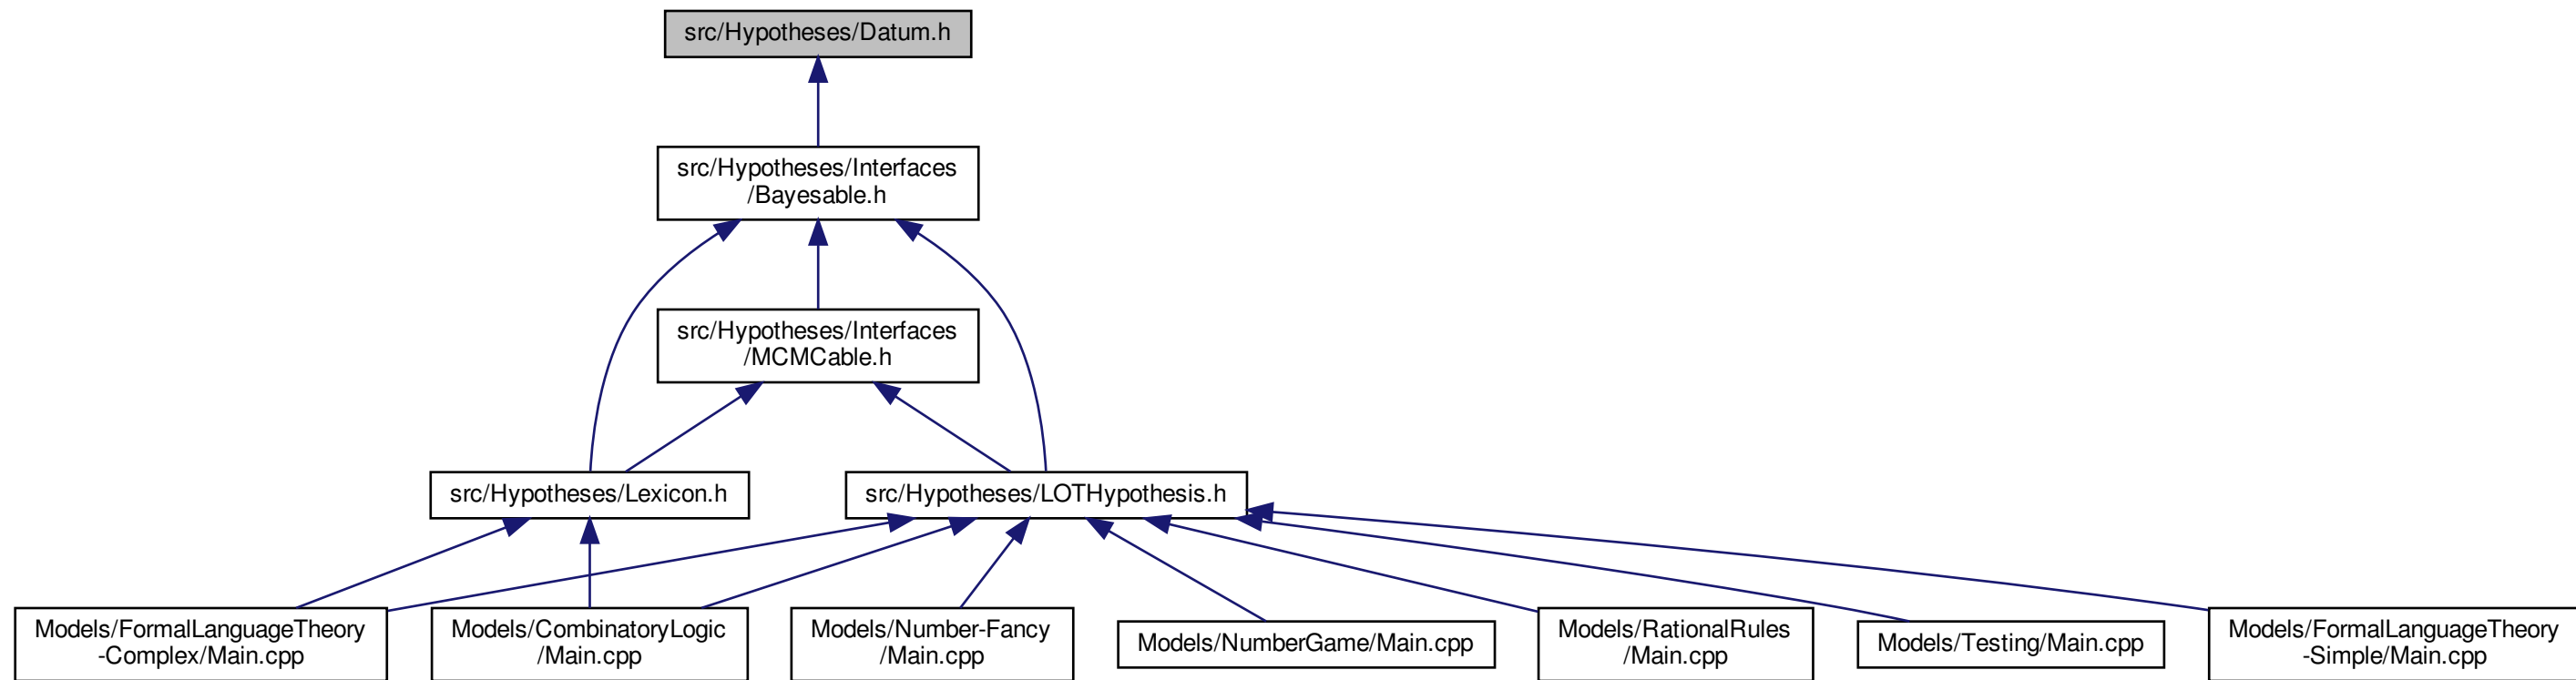 src/Hypotheses/Datum.h
src/Hypotheses/Interfaces
/Bayesable.h
src/Hypotheses/Interfaces
/MCMCable.h
src/Hypotheses/Lexicon.h
src/Hypotheses/LOTHypothesis.h
Models/FormalLanguageTheory
-Complex/Main.cpp
Models/CombinatoryLogic
/Main.cpp
Models/Number-Fancy
/Main.cpp
Models/NumberGame/Main.cpp
Models/RationalRules
/Main.cpp
Models/Testing/Main.cpp
Models/FormalLanguageTheory
-Simple/Main.cpp